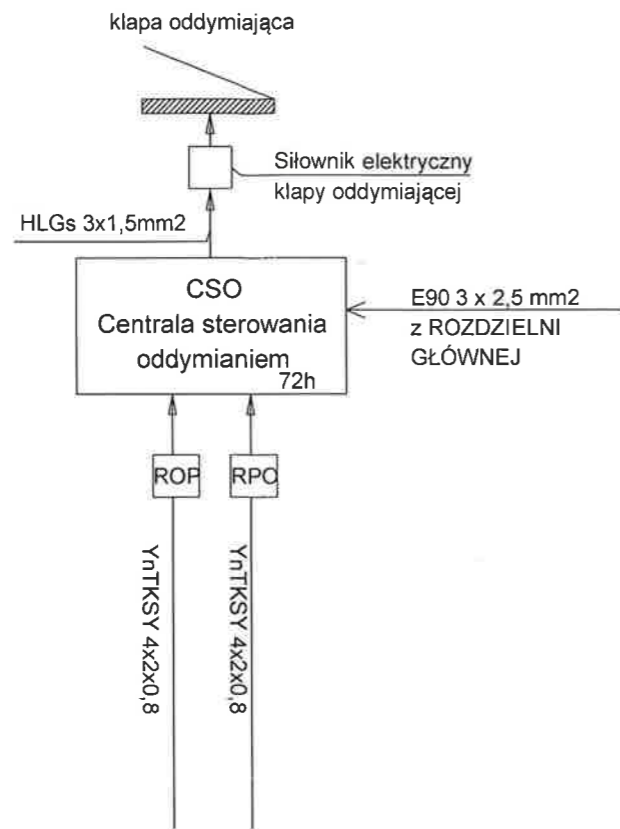 klapa oddymiająca
Siłownik elektryczny
klapy oddymiającej
HLGs 3x1,5mm2
CSO
Centrala sterowania
oddymianiem
72h
E90 3 x 2,5 mm2
z ROZDZIELNI
GŁÓWNEJ
ROP
RPO
YnTKSY 4x2x0,8
YnTKSY 4x2x0,8